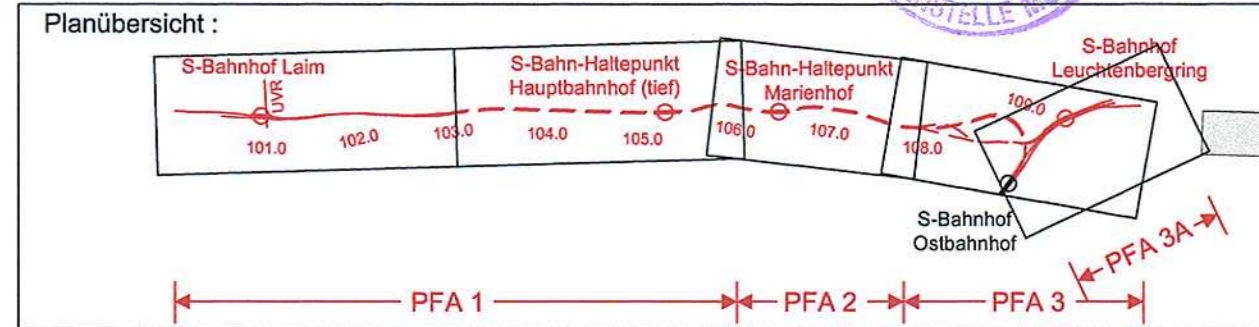 Planübersicht :
S-Bahnhof Laim
UVR
S-Bahn-Haltepunkt
Hauptbahnhof (tief)
S-Bahn-Haltepunkt
Marienhof
S-Bahnhof
Leuchtenbergring
101.0
102.0
103.0
104.0
105.0
106.0
107.0
108.0
109.0
S-Bahnhof
Ostbahnhof
PFA 1
PFA 2
PFA 3
PFA 3A